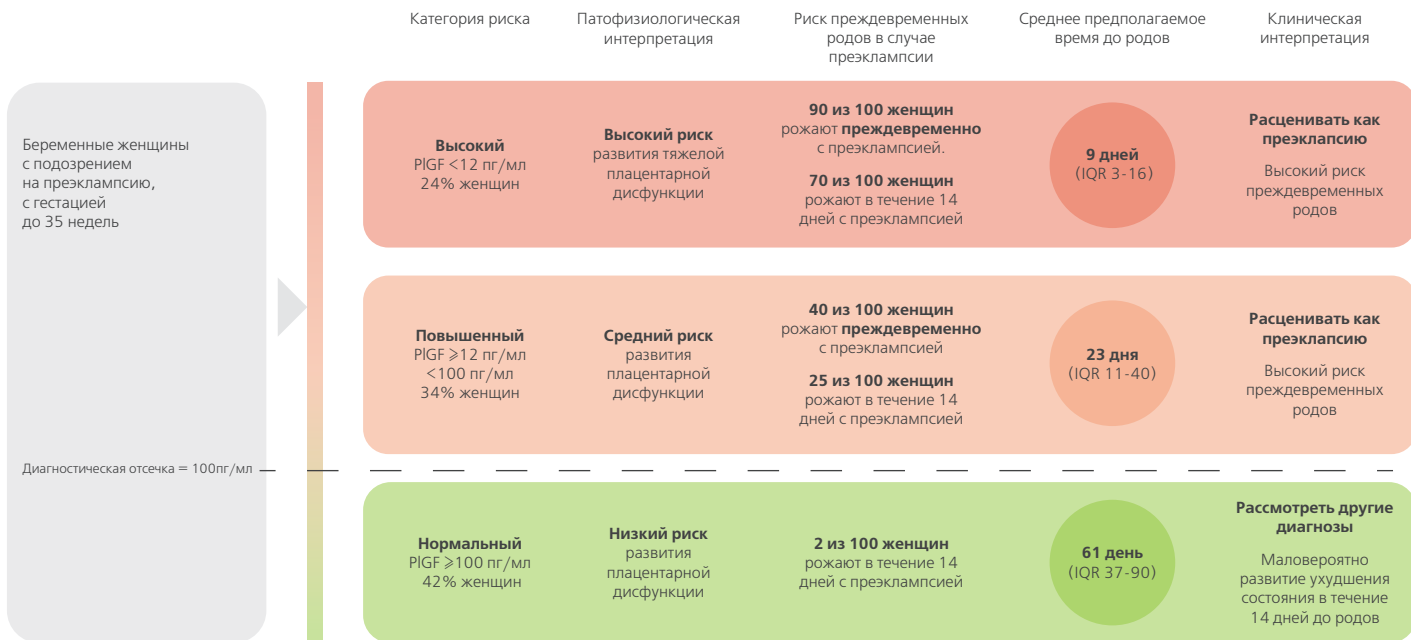 Категория риска
Патофизиологическая
интерпретация
Риск преждевременных
родов в случае
преэклампсии
Среднее предполагаемое
время до родов
Клиническая
интерпретация
Беременные женщины
с подозрением
на преэклампсию,
с гестацией
до 35 недель
Высокий
PlGF <12 пг/мл
24% женщин
Высокий риск
развития тяжелой
плацентарной
дисфункции
90 из 100 женщин
рожают преждевременно
с преэклампсией.
70 из 100 женщин
рожают в течение 14
дней с преэклампсией
9 дней
(IQR 3-16)
Расценивать как
преэклапсию
Высокий риск
преждевременных
родов
Повышенный
PlGF ⩾12 пг/мл
<100 пг/мл
34% женщин
Средний риск
развития
плацентарной
дисфункции
40 из 100 женщин
рожают преждевременно
с преэклампсией
25 из 100 женщин
рожают в течение 14
дней с преэклампсией
23 дня
(IQR 11-40)
Расценивать как
преэклапсию
Высокий риск
преждевременных
родов
Диагностическая отсечка = 100пг/мл
Нормальный
PlGF ⩾100 пг/мл
42% женщин
Низкий риск
развития
плацентарной
дисфункции
2 из 100 женщин
рожают в течение 14
дней с преэклампсией
61 день
(IQR 37-90)
Рассмотреть другие
диагнозы
Маловероятно
развитие ухудшения
состояния в течение
14 дней до родов